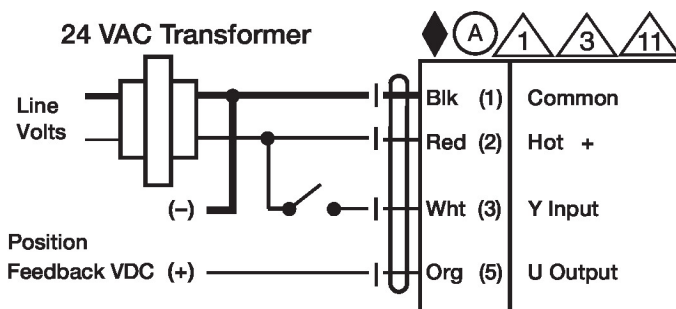 24 VAC Transformer
A 1 3 11
Line
Volts
Blk (1) Common
Red (2) Hot +
(−)
Wht (3) Y Input
Position
Feedback VDC (+)
Org (5) U Output